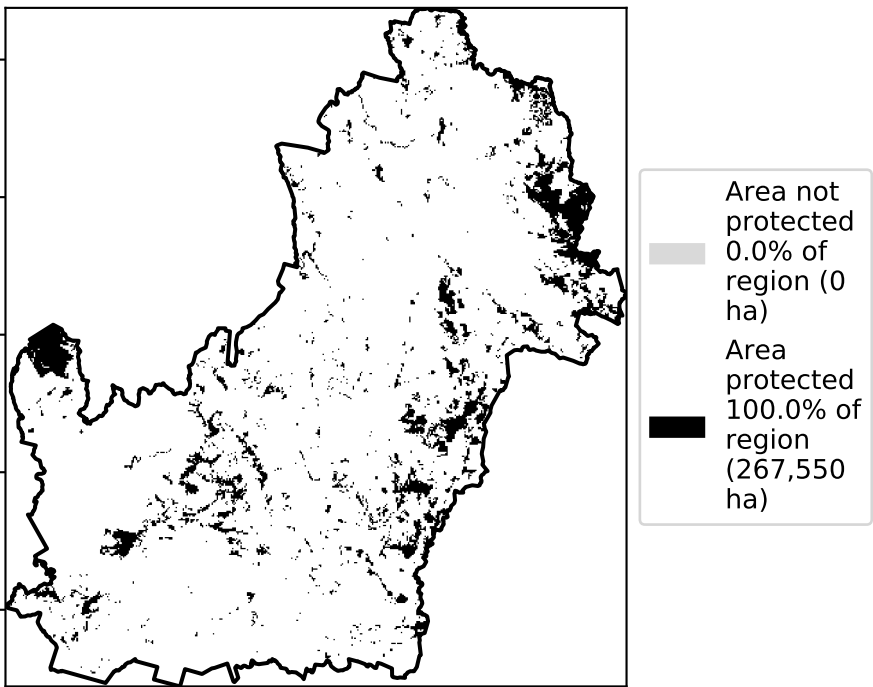 Area not
protected
0.0% of
region (0
ha)
Area
protected
100.0% of
region
(267,550
ha)